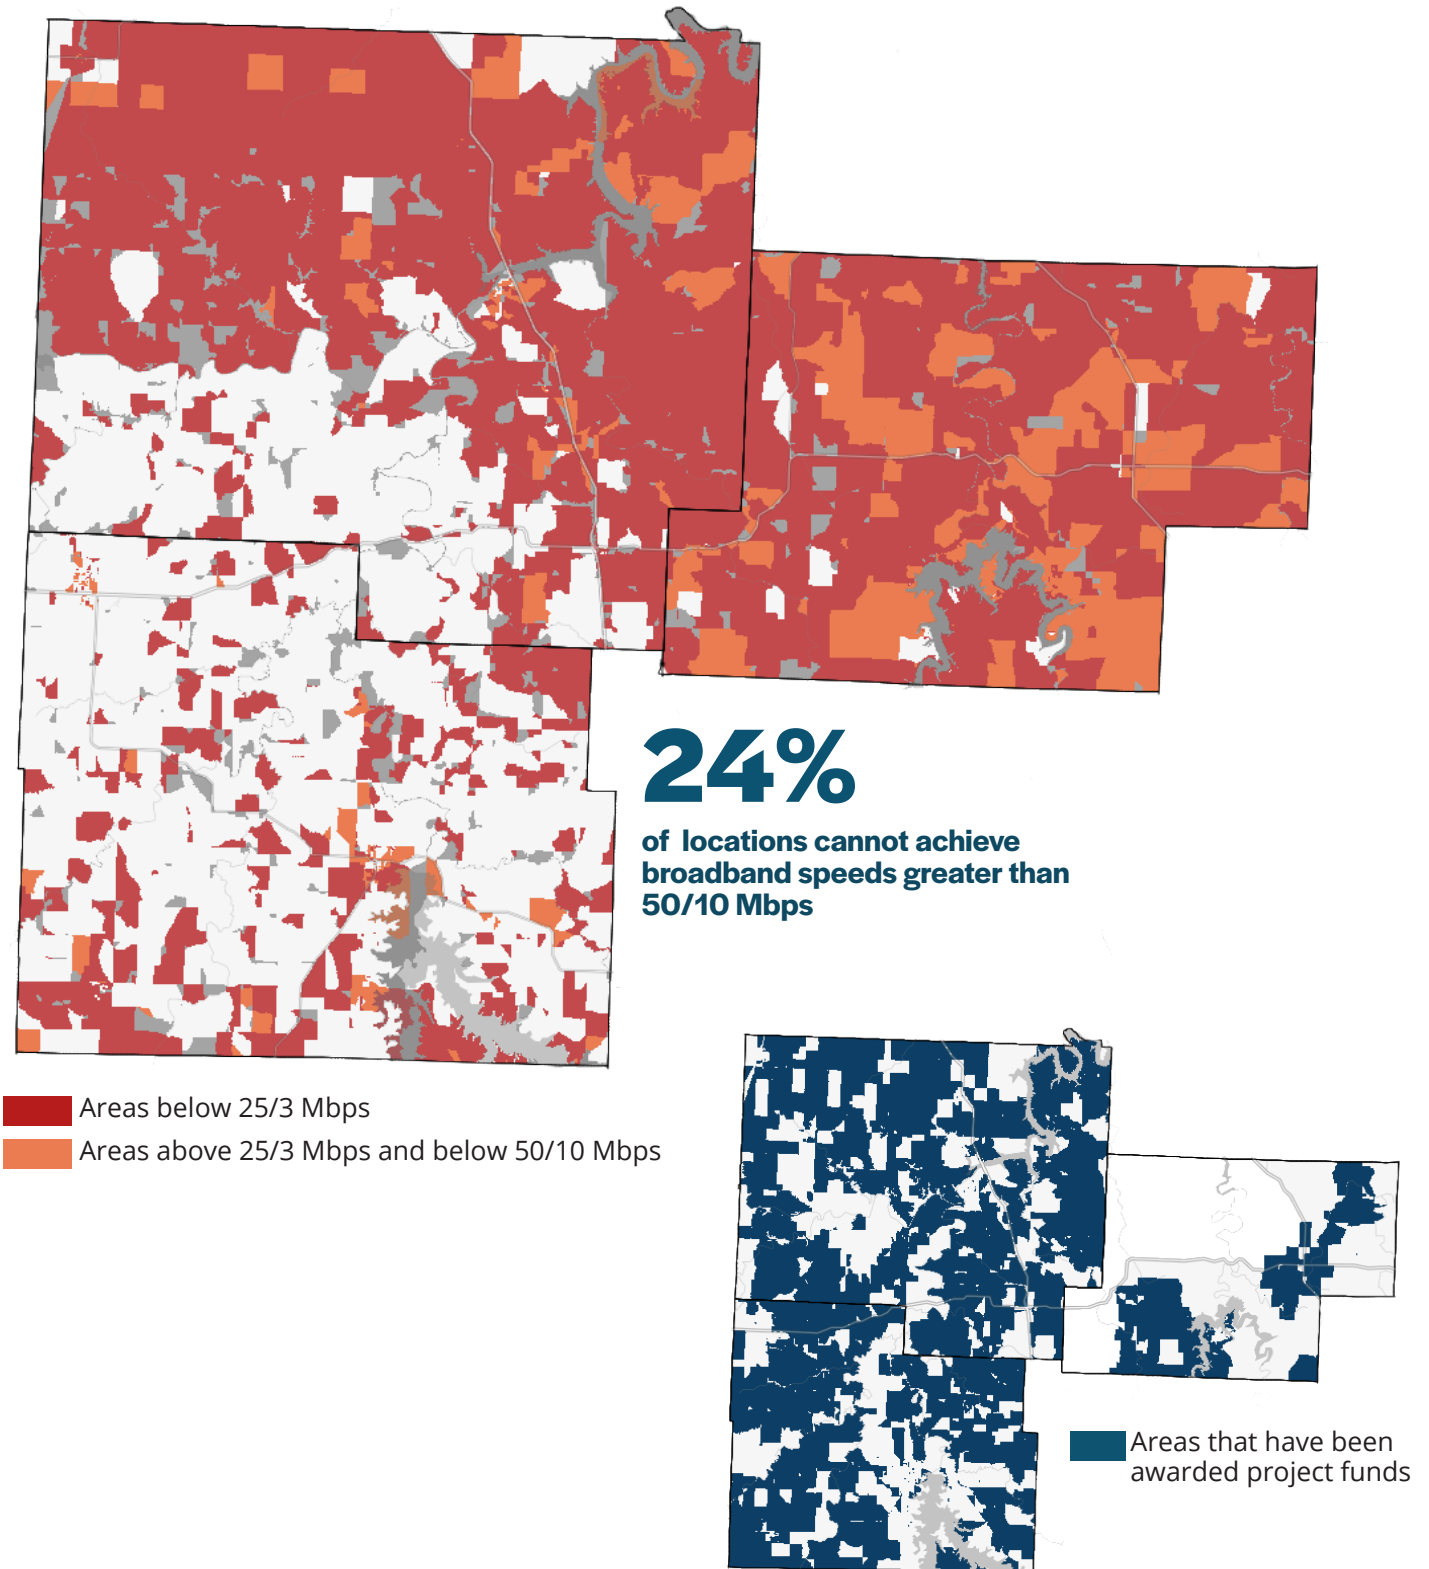 24%
of locations cannot achieve
broadband speeds greater than
50/10 Mbps
Areas below 25/3 Mbps
Areas above 25/3 Mbps and below 50/10 Mbps
Areas that have been
awarded project funds